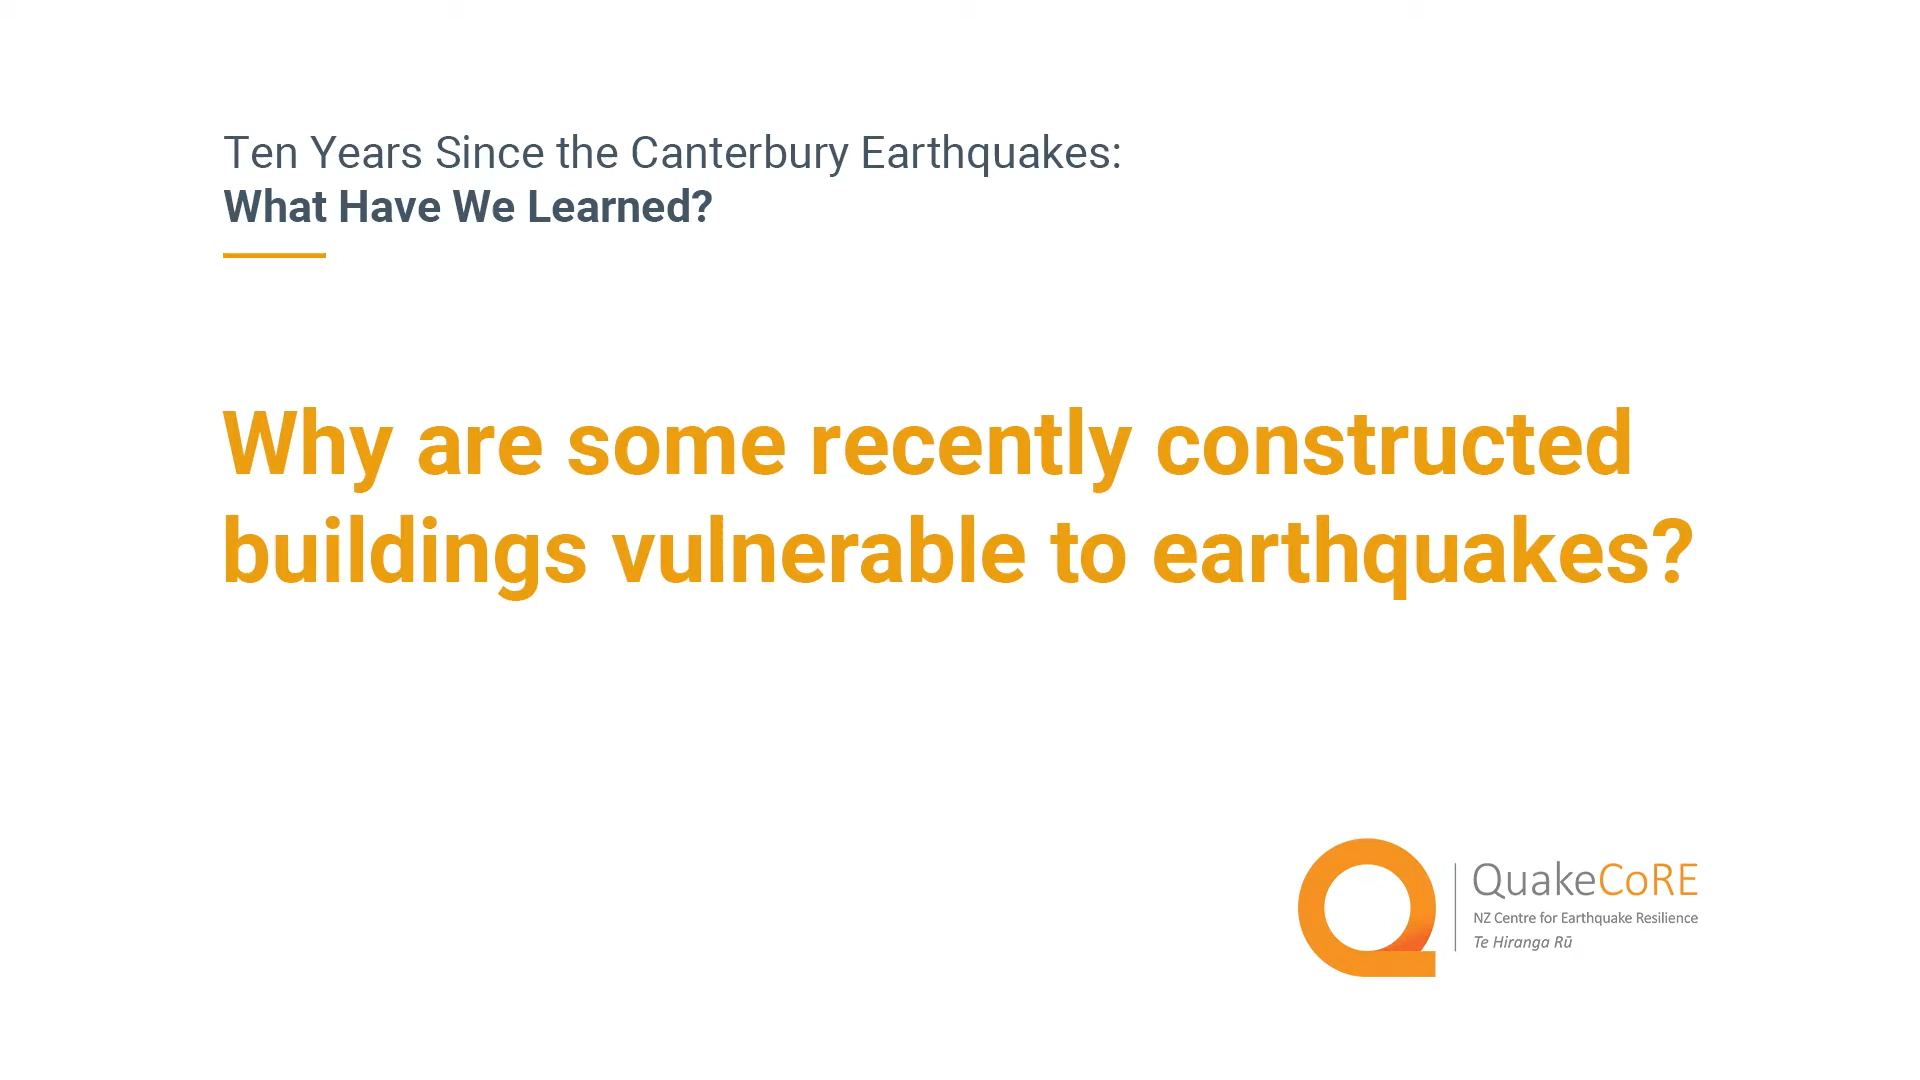 Ten Years Since the Canterbury Earthquakes:
What Have We Learned?
Why are some recently constructed
buildings vulnerable to earthquakes?
QuakeCoRE
NZ Centre for Earthquake Resilience
Te Hiranga Rū